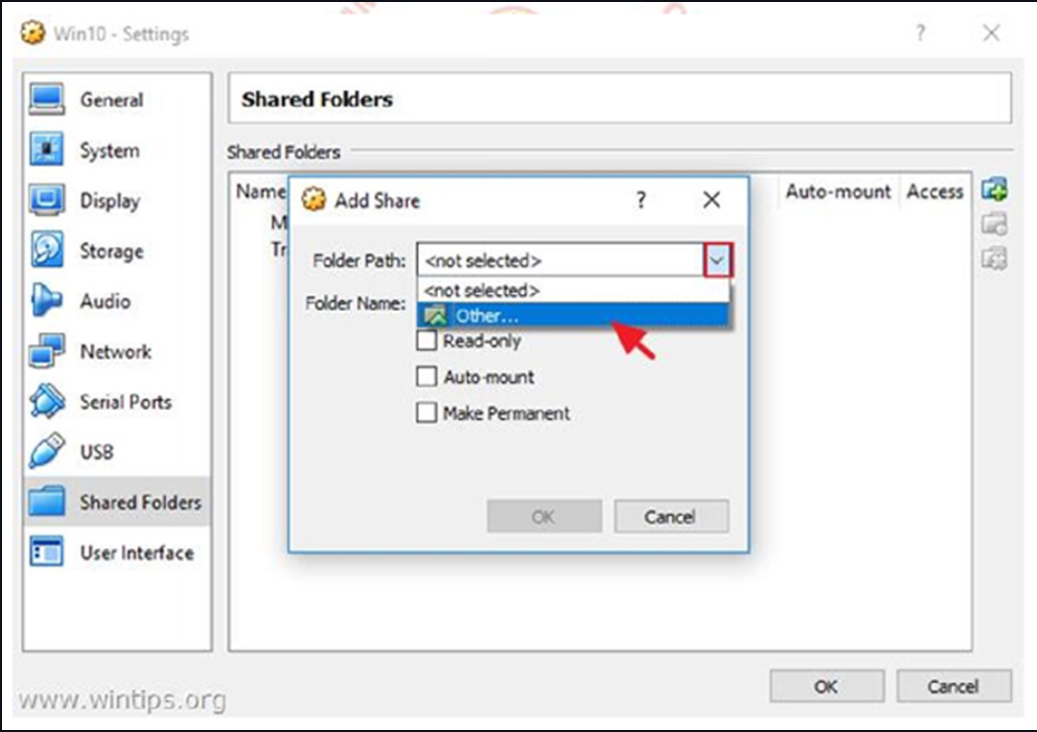 Win10 - Settings
?
General
System
Display
Storage
Audio
Network
Serial Ports
USB
Shared Folders
User Interface
Shared Folders
Shared Folders
Name
Auto-mount
Access
Add Share
?
Folder Path:
<not selected>
<not selected>
Other...
Folder Name:
Read-only
Auto-mount
Make Permanent
OK
Cancel
OK
Cancel
www.wintips.org